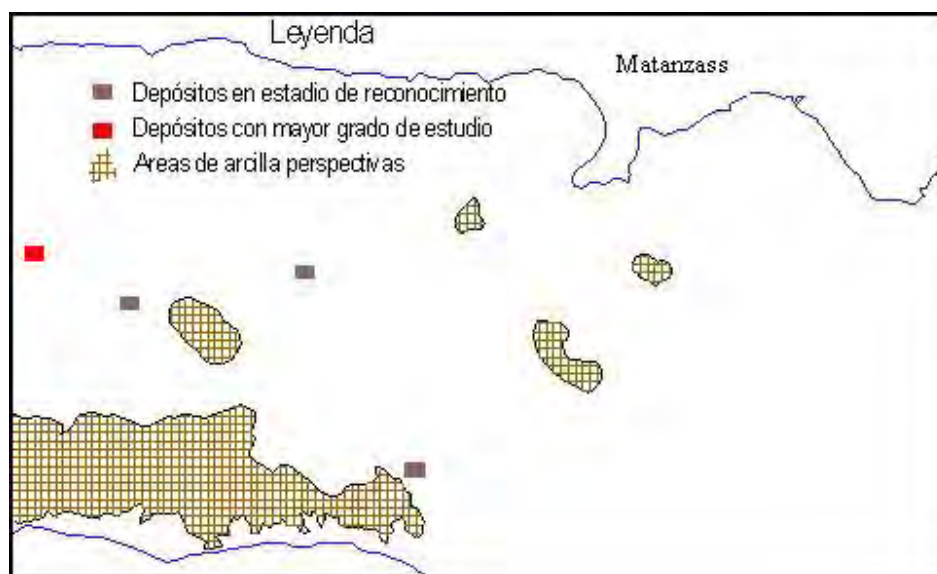 Leyenda
Matanzass
Depósitos en estadio de reconocimiento
Depósitos con mayor grado de estudio
Areas de arcilla perspectivas